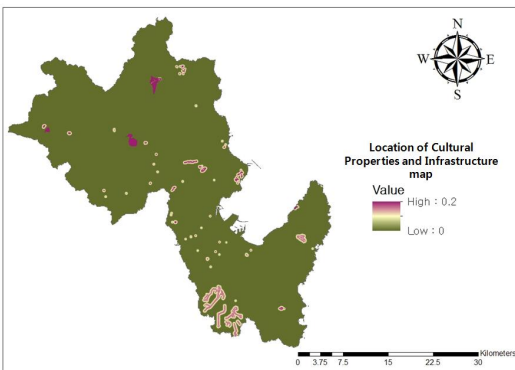 N
W E
S
Location of Cultural
Properties and Infrastructure
map
Value
High : 0.2
Low : 0
Kilometers
0 3.75 7.5 15 22.5 30